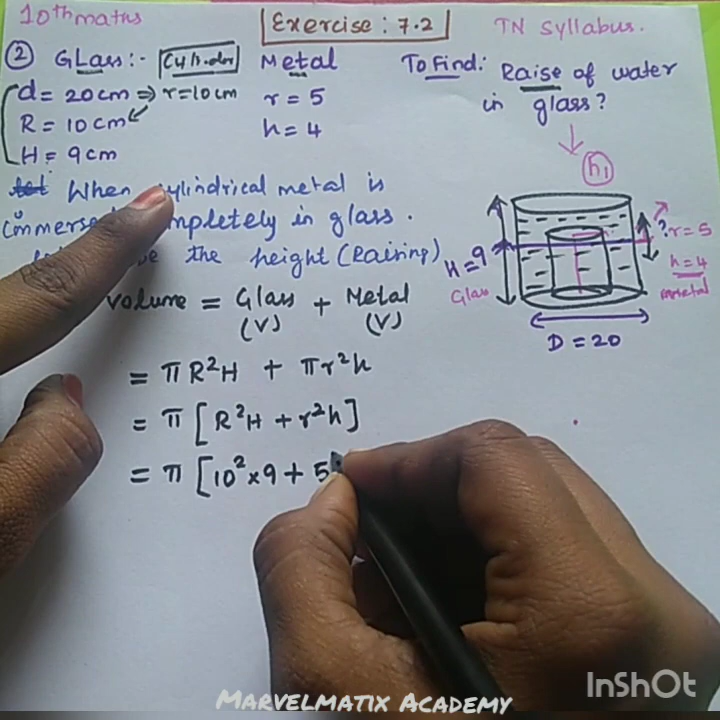 10th maths
Exercise: 7.2
TN Syllabus.
② GLass:- Cylinder Metal
d = 20cm ⇒ r=10cm r = 5
R = 10cm h = 4
H = 9cm
To Find: Raise of water
in glass?
h₁
When cylindrical metal is
in glass.
the height (Raising)
volume = Glass + Metal
(V) (V)
= πR²H + πr²h
= π [R²H + r²h]
= π [10²×9 + 5
H=9
Glass
? r=5
h=4
metal
D = 20
MARVELMATIX ACADEMY
InShOt